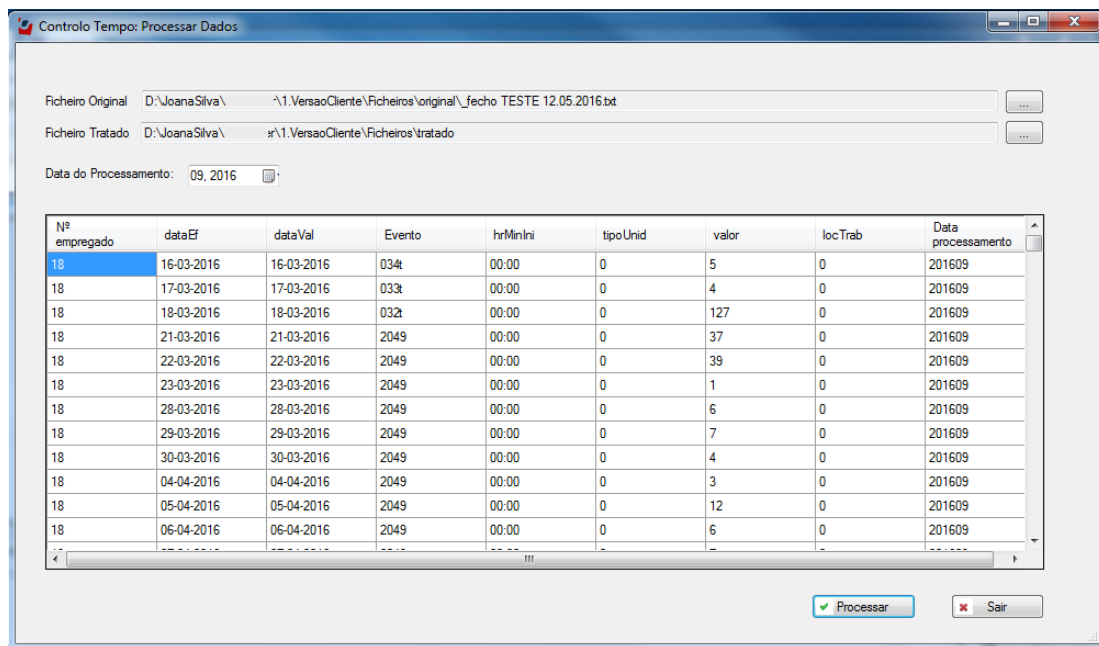 Controlo Tempo: Processar Dados
Ficheiro Original D:\JoanaSilva\ \1.VersaoCliente\Ficheiros\original\_fecho TESTE 12.05.2016.txt ...
Ficheiro Tratado D:\JoanaSilva\ er\1.VersaoCliente\Ficheiros\tratado ...
Data do Processamento: 09, 2016
Nº empregado dataEf dataVal Evento hrMinIni tipoUnid valor locTrab Data processamento
18 16-03-2016 16-03-2016 034t 00:00 0 5 0 201609
18 17-03-2016 17-03-2016 033t 00:00 0 4 0 201609
18 18-03-2016 18-03-2016 032t 00:00 0 127 0 201609
18 21-03-2016 21-03-2016 2049 00:00 0 37 0 201609
18 22-03-2016 22-03-2016 2049 00:00 0 39 0 201609
18 23-03-2016 23-03-2016 2049 00:00 0 1 0 201609
18 28-03-2016 28-03-2016 2049 00:00 0 6 0 201609
18 29-03-2016 29-03-2016 2049 00:00 0 7 0 201609
18 30-03-2016 30-03-2016 2049 00:00 0 4 0 201609
18 04-04-2016 04-04-2016 2049 00:00 0 3 0 201609
18 05-04-2016 05-04-2016 2049 00:00 0 12 0 201609
18 06-04-2016 06-04-2016 2049 00:00 0 6 0 201609
Processar Sair